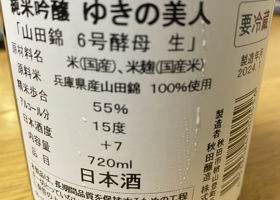 純米吟醸 ゆきの美人
「山田錦 6号酵母 生」
原材料名 米(国産)、米麹(国産米)
原料米 兵庫県産山田錦 100%使用
精米歩合 55%
アルコール分 15度
日本酒度 +7
720ml
日本酒
要冷蔵
製造年月
2024.
製造者
秋田醸造株式